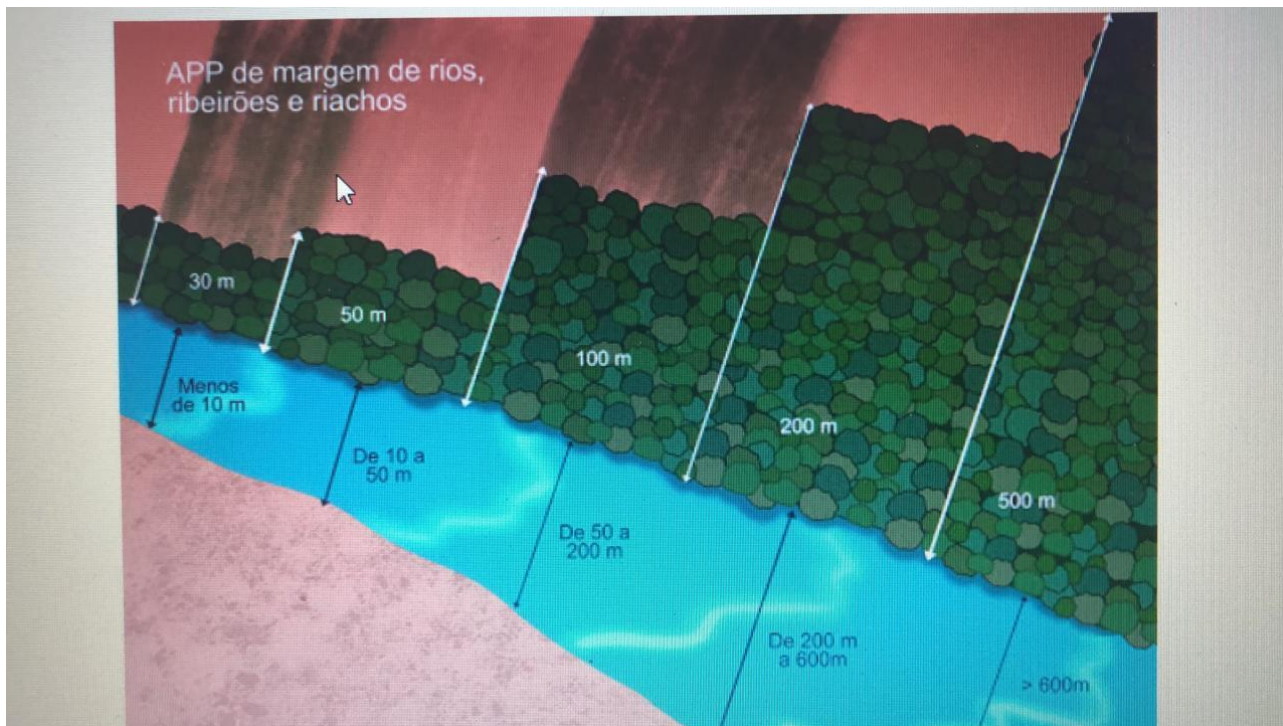 APP de margem de rios,
ribeirões e riachos
30 m
50 m
100 m
200 m
500 m
Menos
de 10 m
De 10 a
50 m
De 50 a
200 m
De 200 m
a 600m
> 600m